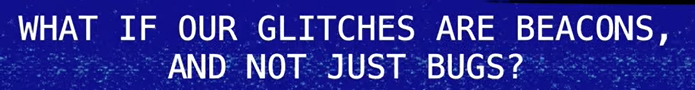 WHAT IF OUR GLITCHES ARE BEACONS,
AND NOT JUST BUGS?